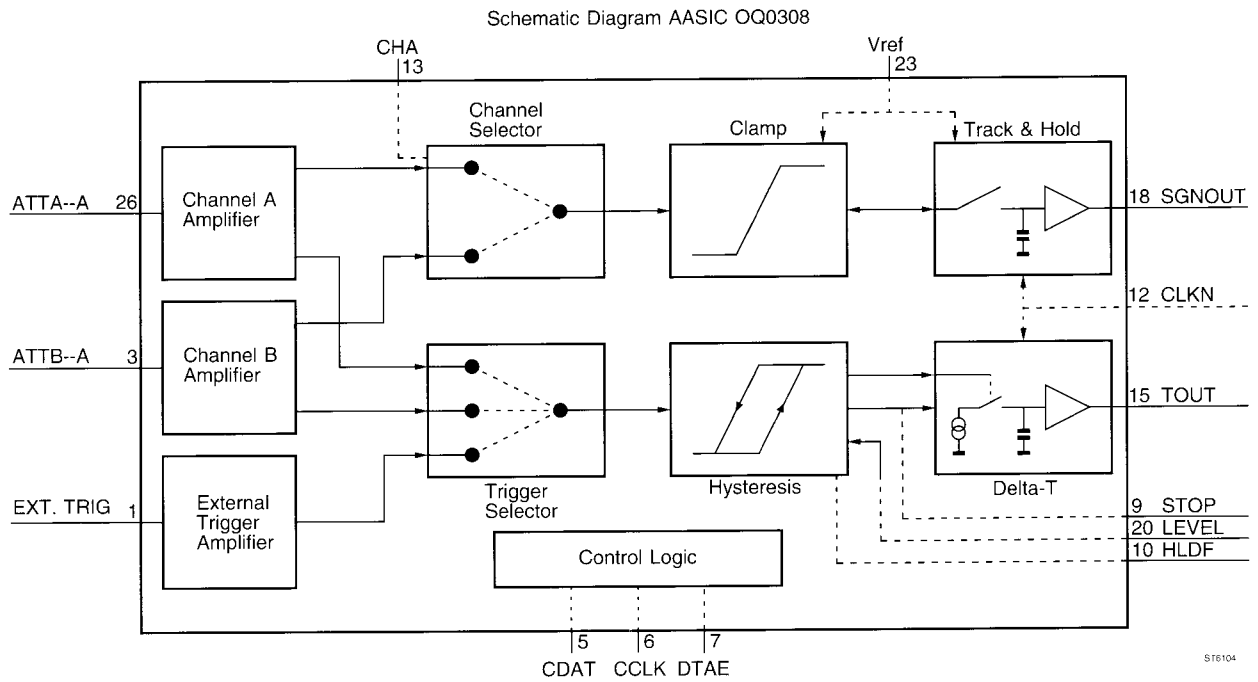 Schematic Diagram AASIC OQ0308
CHA
13
Vref
23
Channel
Selector
Clamp
Track & Hold
ATTA--A 26
Channel A
Amplifier
18 SGNOUT
12 CLKN
ATTB--A 3
Channel B
Amplifier
15 TOUT
EXT. TRIG 1
External
Trigger
Amplifier
Trigger
Selector
Hysteresis
Delta-T
9 STOP
20 LEVEL
10 HLDF
Control Logic
5 6 7
CDAT CCLK DTAE
ST6104